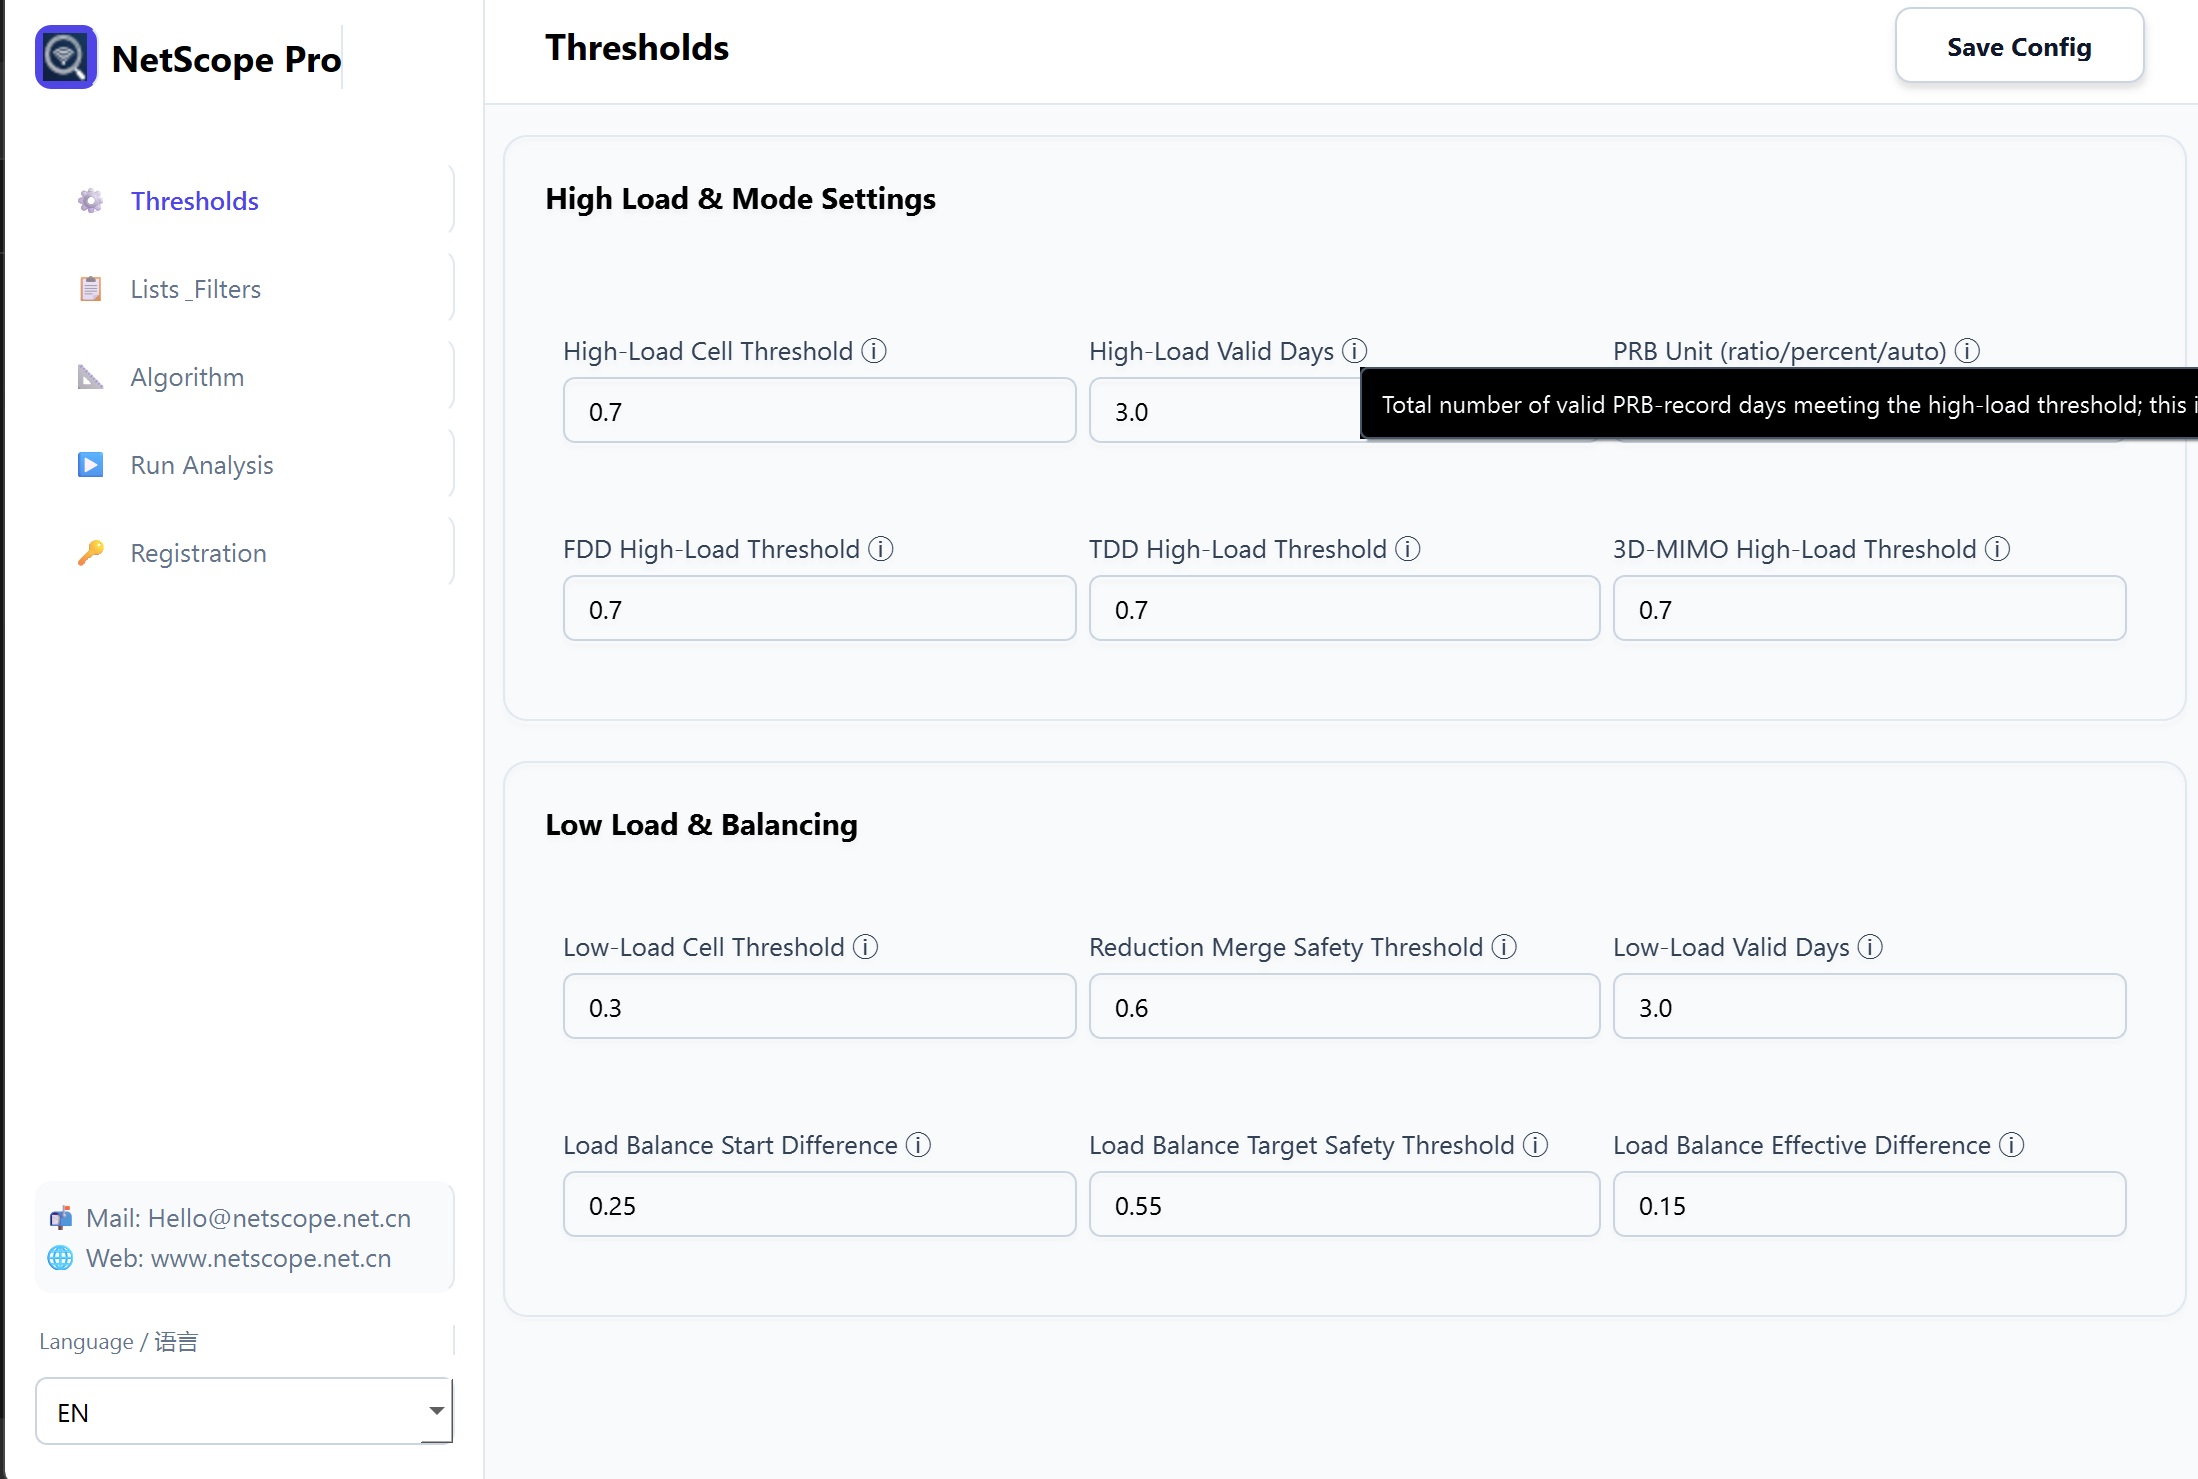 NetScope Pro
Thresholds
Lists _Filters
Algorithm
Run Analysis
Registration
Mail: Hello@netscope.net.cn
Web: www.netscope.net.cn
Language / 语言
EN
Thresholds
Save Config
High Load & Mode Settings
High-Load Cell Threshold ⓘ
High-Load Valid Days ⓘ
PRB Unit (ratio/percent/auto) ⓘ
0.7
3.0
Total number of valid PRB-record days meeting the high-load threshold; this
FDD High-Load Threshold ⓘ
TDD High-Load Threshold ⓘ
3D-MIMO High-Load Threshold ⓘ
0.7
0.7
0.7
Low Load & Balancing
Low-Load Cell Threshold ⓘ
Reduction Merge Safety Threshold ⓘ
Low-Load Valid Days ⓘ
0.3
0.6
3.0
Load Balance Start Difference ⓘ
Load Balance Target Safety Threshold ⓘ
Load Balance Effective Difference ⓘ
0.25
0.55
0.15